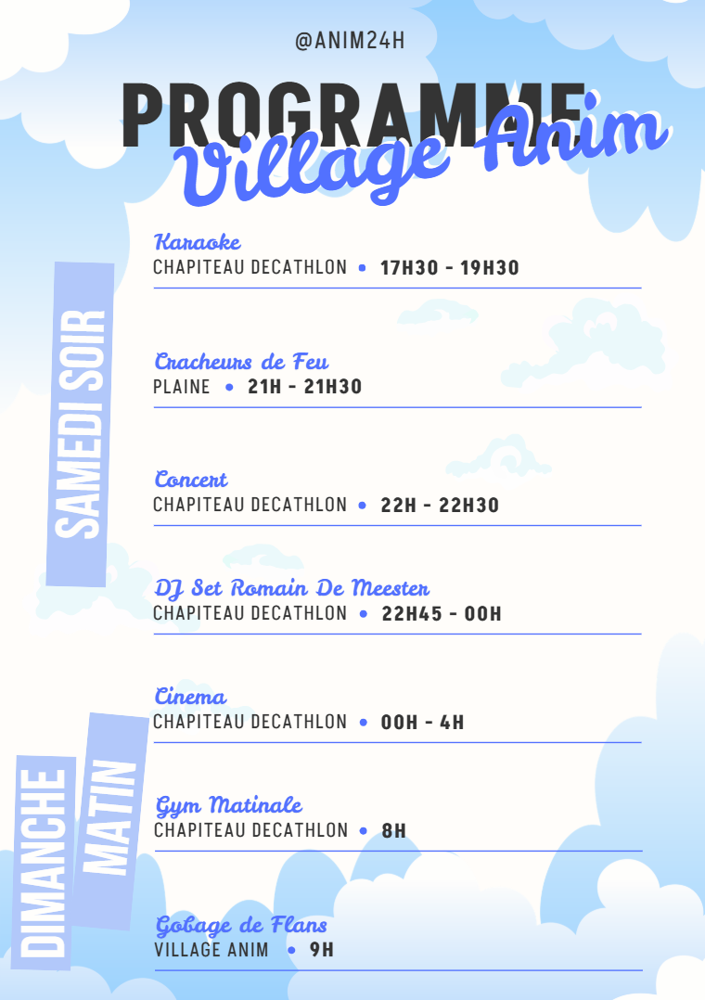 @ANIM24H
PROGRAMME
Village Anim
SAMEDI SOIR
Karaoke
CHAPITEAU DECATHLON • 17H30 - 19H30
Cracheurs de Feu
PLAINE • 21H - 21H30
Concert
CHAPITEAU DECATHLON • 22H - 22H30
DJ Set Romain De Meester
CHAPITEAU DECATHLON • 22H45 - 00H
Cinema
CHAPITEAU DECATHLON • 00H - 4H
DIMANCHE
MATIN
Gym Matinale
CHAPITEAU DECATHLON • 8H
Gobage de Flans
VILLAGE ANIM • 9H